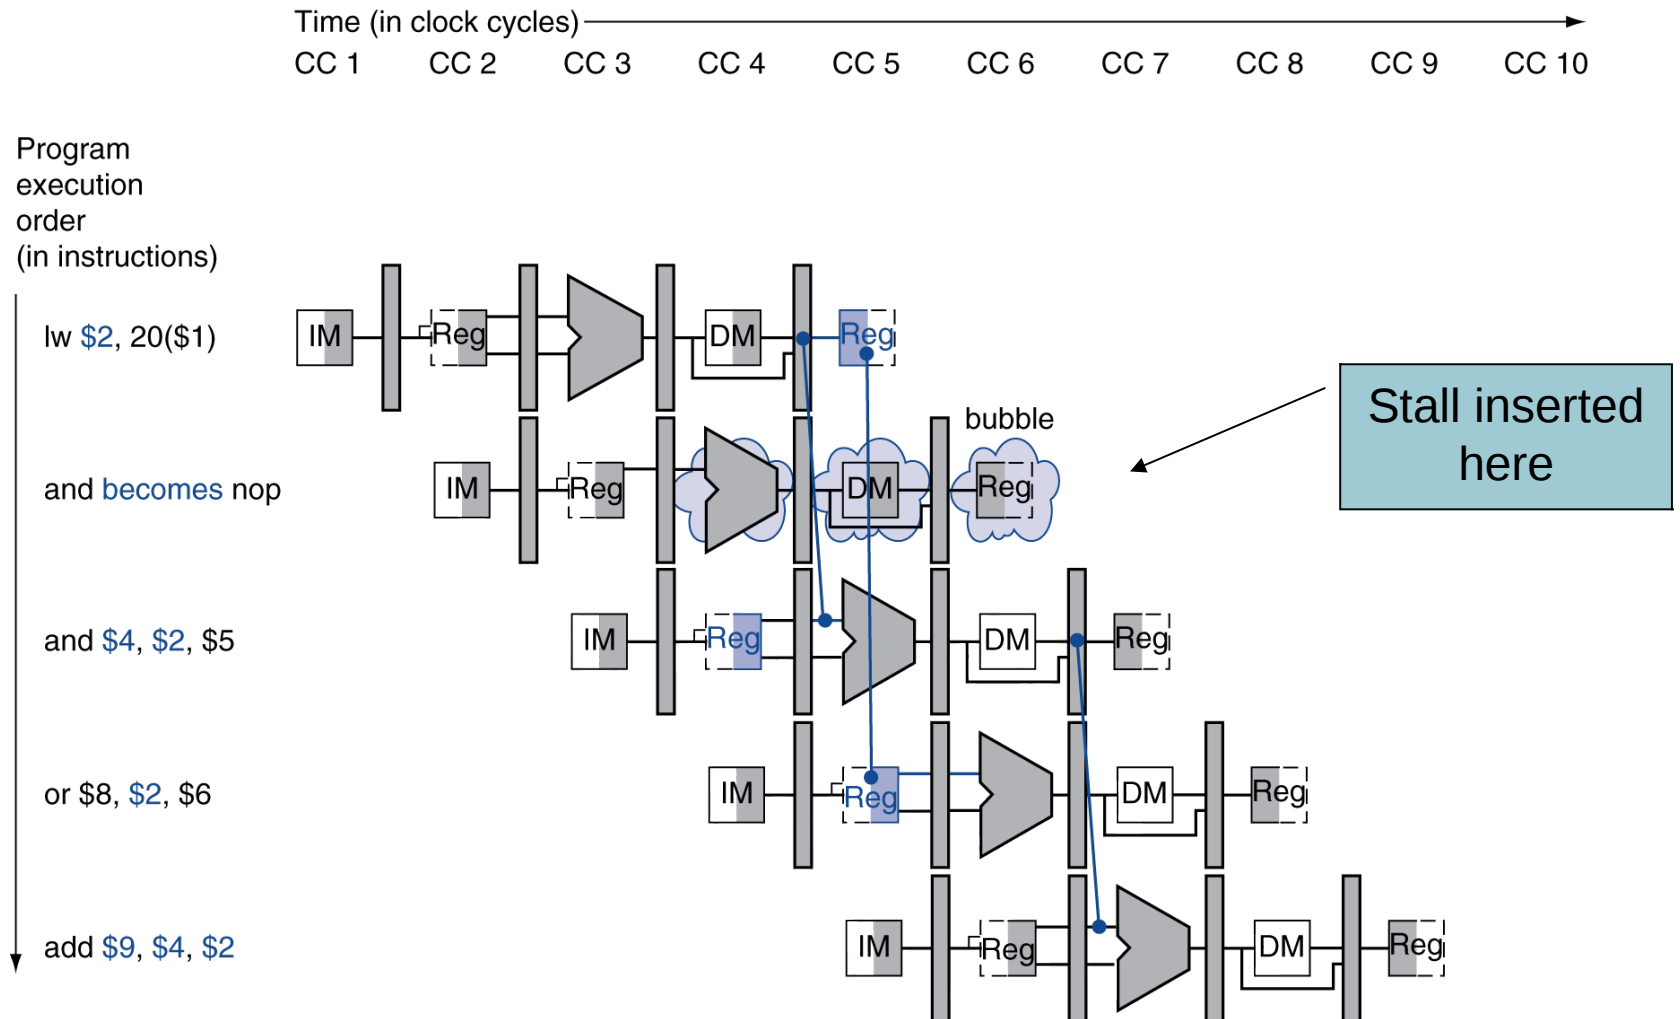 Time (in clock cycles)
CC 1 CC 2 CC 3 CC 4 CC 5 CC 6 CC 7 CC 8 CC 9 CC 10
Program
execution
order
(in instructions)
lw $2, 20($1)
IM Reg DM Reg
Stall inserted
here
bubble
and becomes nop
IM Reg DM Reg
and $4, $2, $5
IM Reg DM Reg
or $8, $2, $6
IM Reg DM Reg
add $9, $4, $2
IM Reg DM Reg